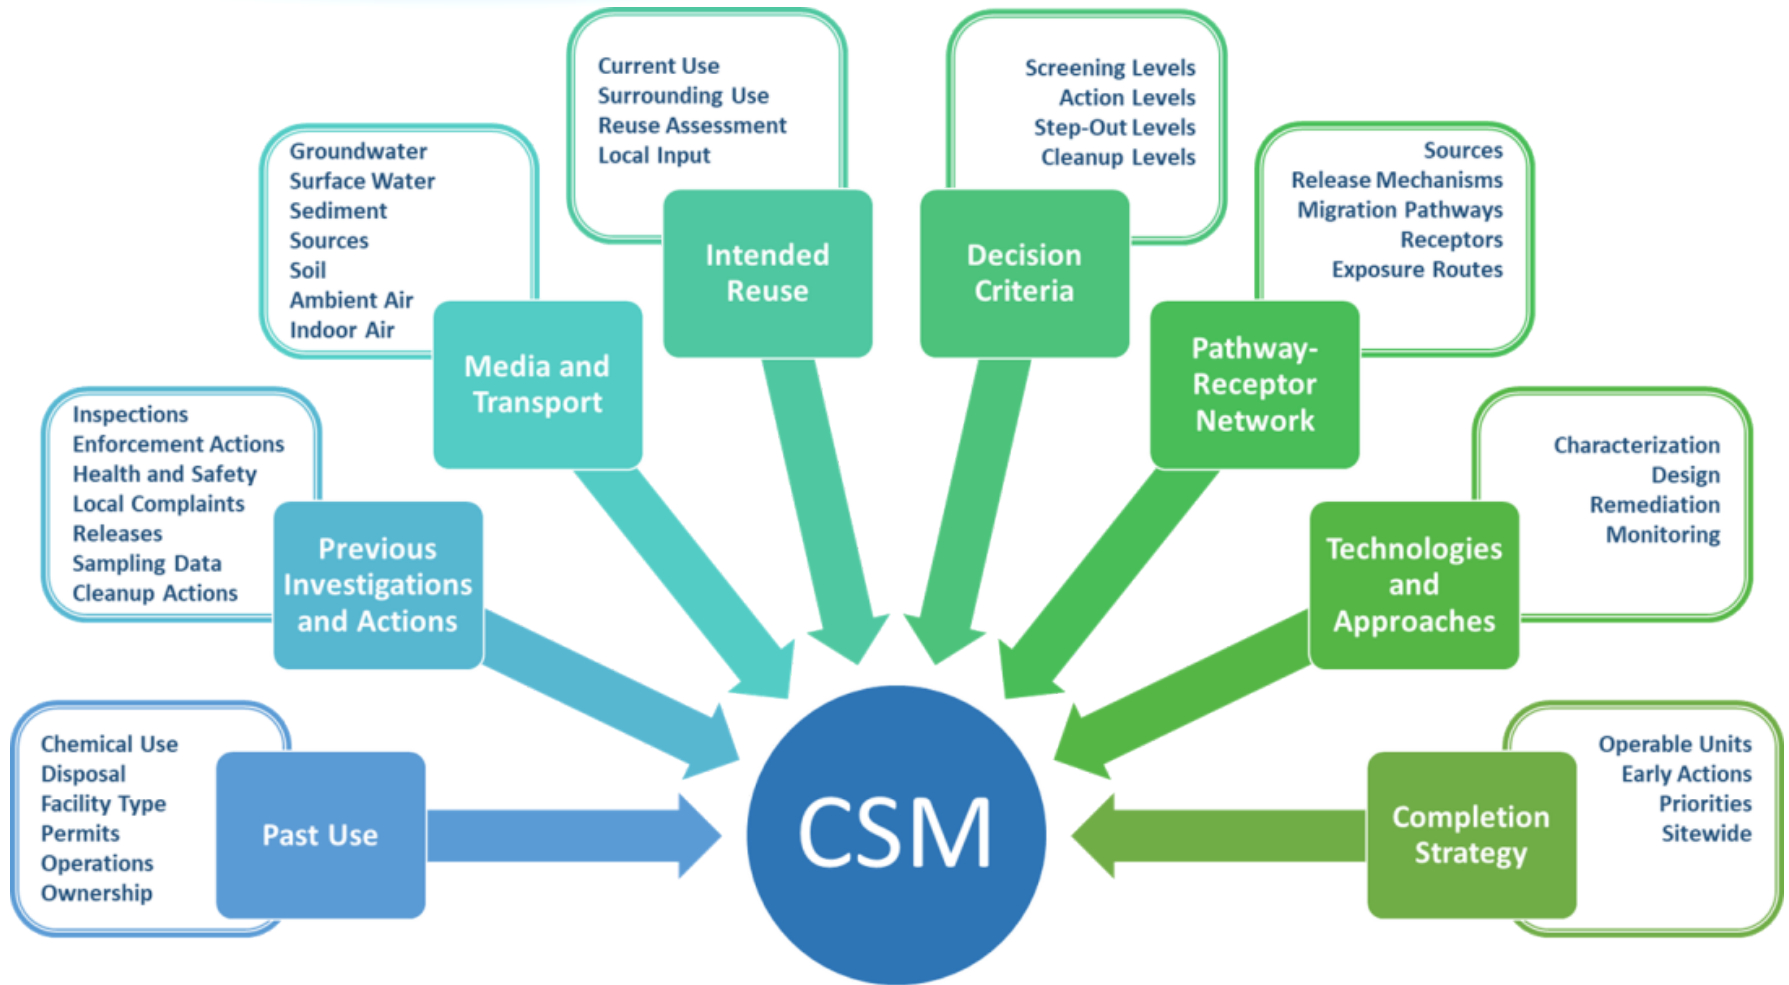 Chemical Use
Disposal
Facility Type
Permits
Operations
Ownership
Past Use
Inspections
Enforcement Actions
Health and Safety
Local Complaints
Releases
Sampling Data
Cleanup Actions
Previous
Investigations
and Actions
Groundwater
Surface Water
Sediment
Sources
Soil
Ambient Air
Indoor Air
Media and
Transport
Current Use
Surrounding Use
Reuse Assessment
Local Input
Intended
Reuse
Screening Levels
Action Levels
Step-Out Levels
Cleanup Levels
Decision
Criteria
Sources
Release Mechanisms
Migration Pathways
Receptors
Exposure Routes
Pathway-
Receptor
Network
Characterization
Design
Remediation
Monitoring
Technologies
and
Approaches
Operable Units
Early Actions
Priorities
Sitewide
Completion
Strategy
CSM